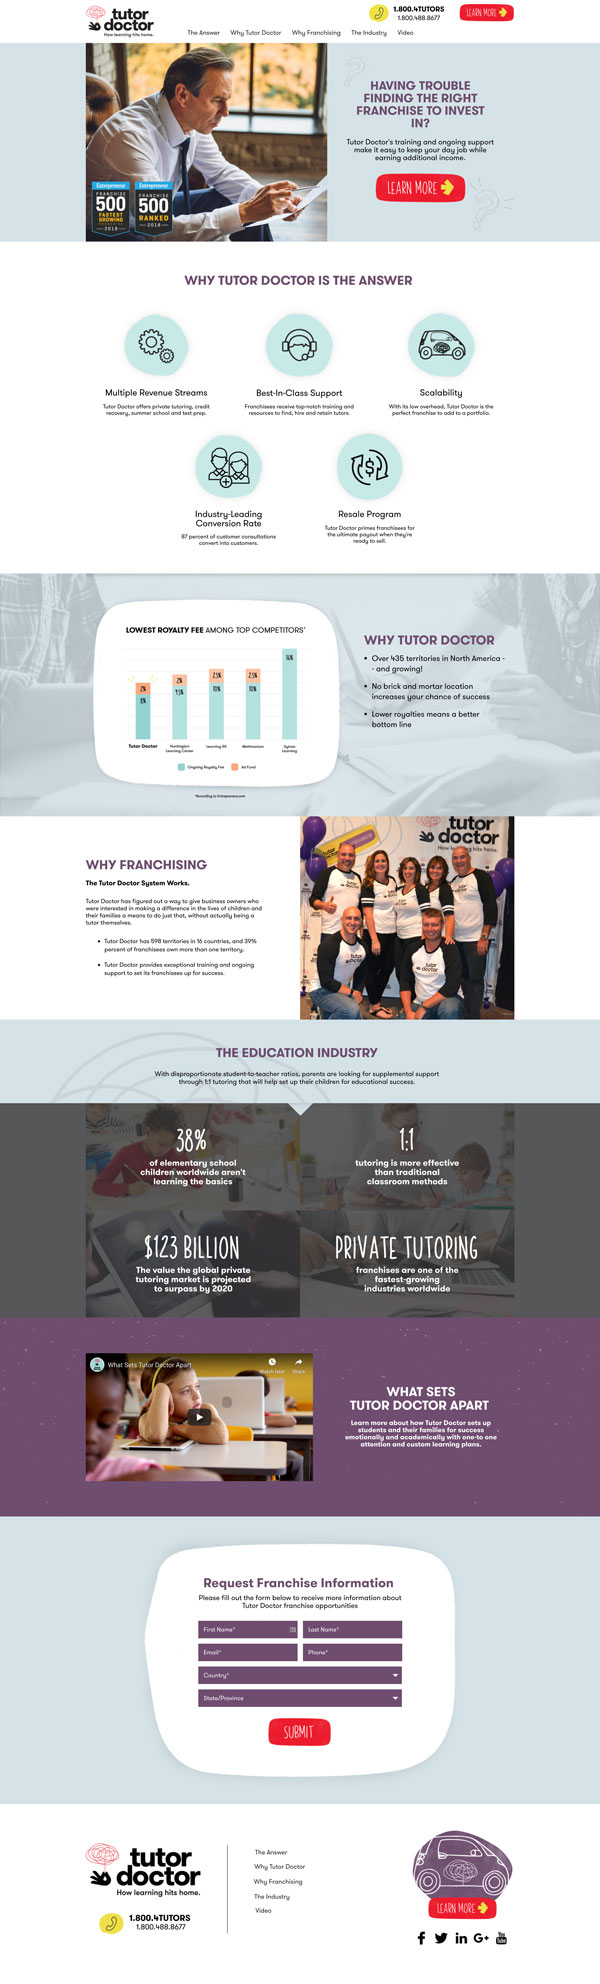 tutor
doctor
How learning hits home.
1.800.4TUTORS
1.800.488.8677
LEARN MORE
The Answer
Why Tutor Doctor
Why Franchising
The Industry
Video
HAVING TROUBLE
FINDING THE RIGHT
FRANCHISE TO INVEST
IN?
Tutor Doctor's training and ongoing support
make it easy to keep your day job while
earning additional income.
LEARN MORE
Entrepreneur
FRANCHISE
500
FASTEST
GROWING
2018
Entrepreneur
FRANCHISE
500
RANKED
2018
WHY TUTOR DOCTOR IS THE ANSWER
Multiple Revenue Streams
Tutor Doctor offers private tutoring, credit
recovery, summer school and test prep.
Best-In-Class Support
Franchisees receive top-notch training and
resources to find, hire and retain tutors.
Scalability
With its low overhead, Tutor Doctor is the
perfect franchise to add to a portfolio.
Industry-Leading
Conversion Rate
87 percent of customer consultations
convert into customers.
Resale Program
Tutor Doctor primes franchisees for
the ultimate payout when they're
ready to sell.
LOWEST ROYALTY FEE AMONG TOP COMPETITORS*
2%
8%
2%
9.5%
2.5%
10%
2.5%
10%
16%
Tutor Doctor
Huntington
Learning Center
Learning RX
Mathnasium
Sylvan
Learning
Ongoing Royalty Fee
Ad Fund
*According to Entrepreneur.com
WHY TUTOR DOCTOR
Over 435 territories in North America -
- and growing!
No brick and mortar location
increases your chance of success
Lower royalties means a better
bottom line
WHY FRANCHISING
The Tutor Doctor System Works.
Tutor Doctor has figured out a way to give business owners who
were interested in making a difference in the lives of children and
their families a means to do just that, without actually being a
tutor themselves.
Tutor Doctor has 598 territories in 16 countries, and 39%
percent of franchisees own more than one territory.
Tutor Doctor provides exceptional training and ongoing
support to set its franchisees up for success.
tutor
doctor
How learning hits home.
tutor
doctor
THE EDUCATION INDUSTRY
With disproportionate student-to-teacher ratios, parents are looking for supplemental support
through 1:1 tutoring that will help set up their children for educational success.
38%
of elementary school
children worldwide aren't
learning the basics
1:1
tutoring is more effective
than traditional
classroom methods
$123 BILLION
The value the global private
tutoring market is projected
to surpass by 2020
PRIVATE TUTORING
franchises are one of the
fastest-growing
industries worldwide
What Sets Tutor Doctor Apart
Watch later
Share
WHAT SETS
TUTOR DOCTOR APART
Learn more about how Tutor Doctor sets up
students and their families for success
emotionally and academically with one-to one
attention and custom learning plans.
Request Franchise Information
Please fill out the form below to receive more information about
Tutor Doctor franchise opportunities
First Name*
Last Name*
Email*
Phone*
Country*
State/Province
SUBMIT
tutor
doctor
How learning hits home.
1.800.4TUTORS
1.800.488.8677
The Answer
Why Tutor Doctor
Why Franchising
The Industry
Video
LEARN MORE
You
Tube